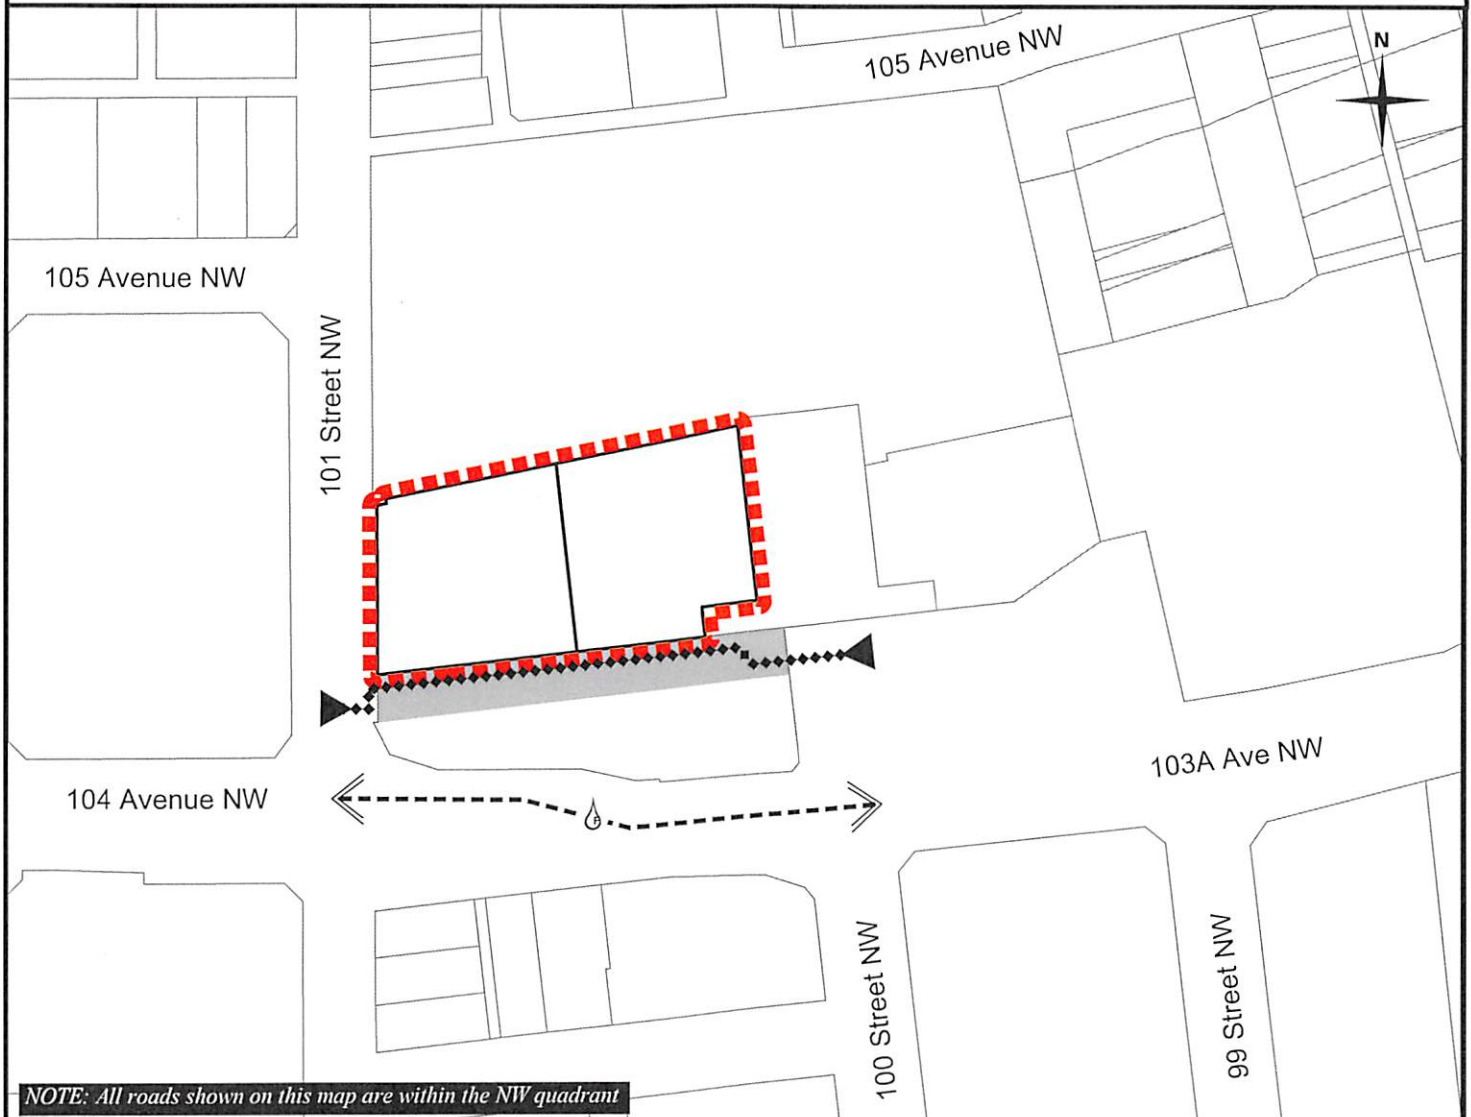 105 Avenue NW
N
105 Avenue NW
101 Street NW
104 Avenue NW
103A Ave NW
F
100 Street NW
99 Street NW
NOTE: All roads shown on this map are within the NW quadrant